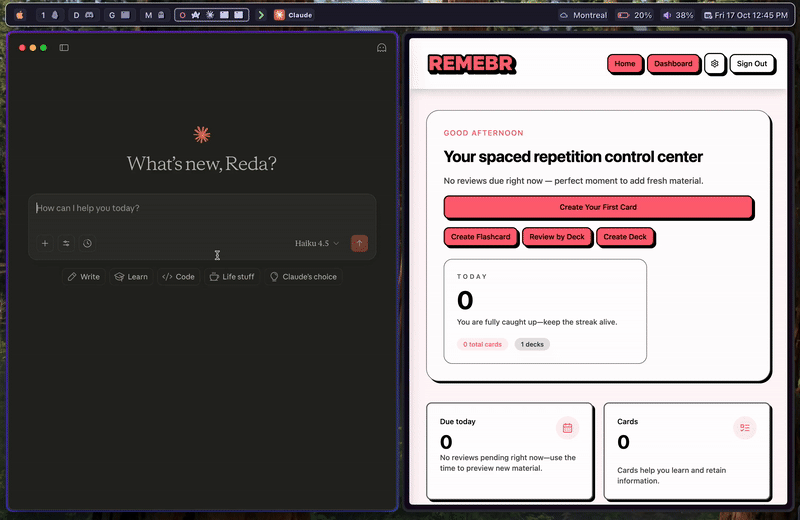 1
D
G
M
O
Claude
Montreal
20%
38%
Fri 17 Oct 12:45 PM
What's new, Reda?
How can I help you today?
Haiku 4.5
Write
Learn
Code
Life stuff
Claude's choice
REMEBR
Home
Dashboard
Sign Out
GOOD AFTERNOON
Your spaced repetition control center
No reviews due right now — perfect moment to add fresh material.
Create Your First Card
Create Flashcard
Review by Deck
Create Deck
TODAY
0
You are fully caught up—keep the streak alive.
0 total cards
1 decks
Due today
0
No reviews pending right now—use the
time to preview new material.
Cards
0
Cards help you learn and retain
information.